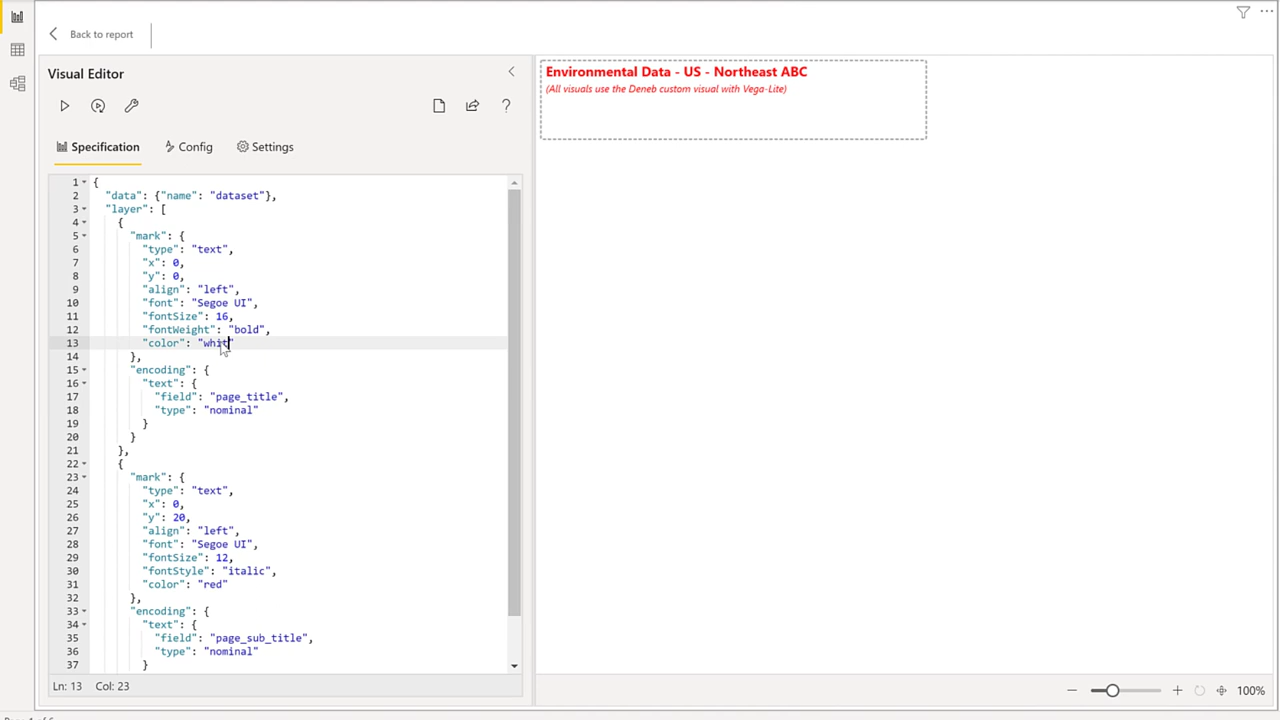 Back to report
Visual Editor
Specification
Config
Settings
1 {
2 "data": {"name": "dataset"},
3 "layer": [
4 {
5 "mark": {
6 "type": "text",
7 "x": 0,
8 "y": 0,
9 "align": "left",
10 "font": "Segoe UI",
11 "fontSize": 16,
12 "fontWeight": "bold",
13 "color": "whit"
14 },
15 "encoding": {
16 "text": {
17 "field": "page_title",
18 "type": "nominal"
19 }
20 }
21 },
22 {
23 "mark": {
24 "type": "text",
25 "x": 0,
26 "y": 20,
27 "align": "left",
28 "font": "Segoe UI",
29 "fontSize": 12,
30 "fontStyle": "italic",
31 "color": "red"
32 },
33 "encoding": {
34 "text": {
35 "field": "page_sub_title",
36 "type": "nominal"
37 }
Ln: 13 Col: 23
Environmental Data - US - Northeast ABC
(All visuals use the Deneb custom visual with Vega-Lite)
100%